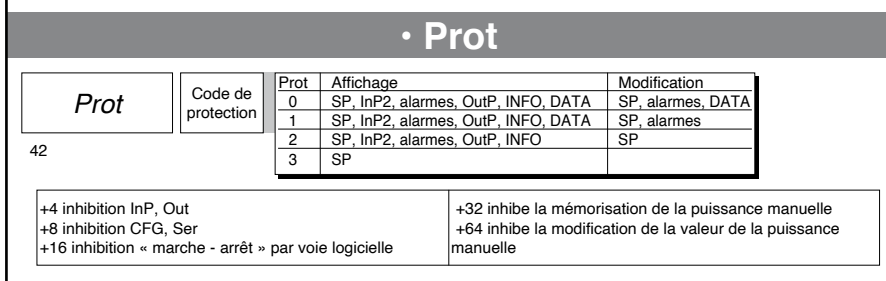 • Prot
Prot
Code de
protection
Prot Affichage Modification
0 SP, InP2, alarmes, OutP, INFO, DATA SP, alarmes, DATA
1 SP, InP2, alarmes, OutP, INFO, DATA SP, alarmes
2 SP, InP2, alarmes, OutP, INFO SP
3 SP
42
+4 inhibition InP, Out
+8 inhibition CFG, Ser
+16 inhibition « marche - arrêt » par voie logicielle
+32 inhibe la mémorisation de la puissance manuelle
+64 inhibe la modification de la valeur de la puissance
manuelle